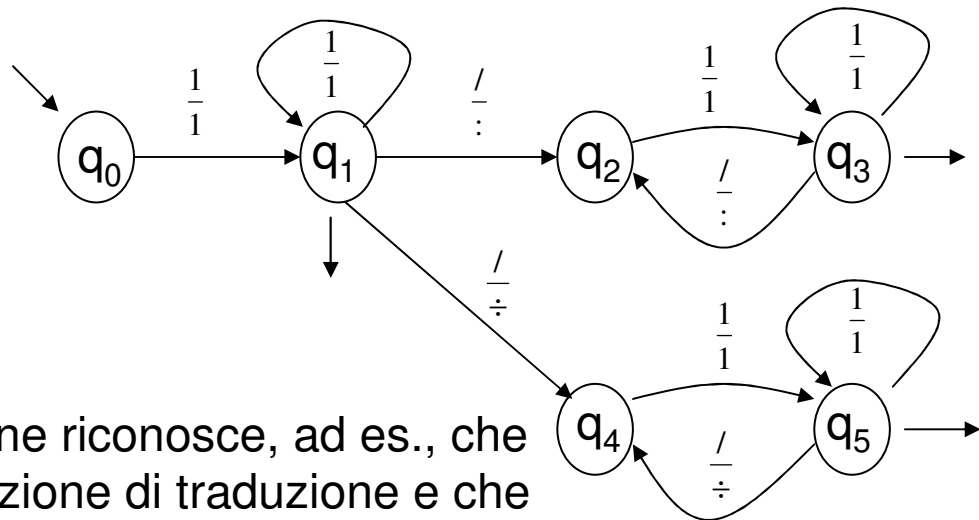 1/1
1/1
/ / :
1/1
1/1
q0
q1
q2
/ / :
q3
/ / ÷
1/1
1/1
ne riconosce, ad es., che
q4
/ / ÷
q5
zione di traduzione e che